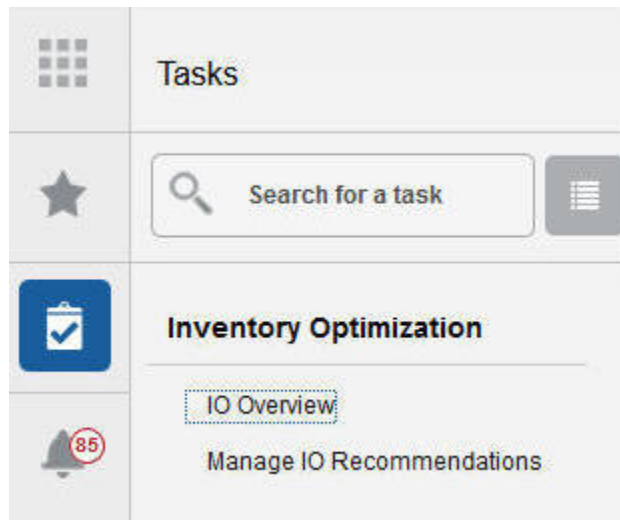 Tasks
Search for a task
Inventory Optimization
IO Overview
85
Manage IO Recommendations